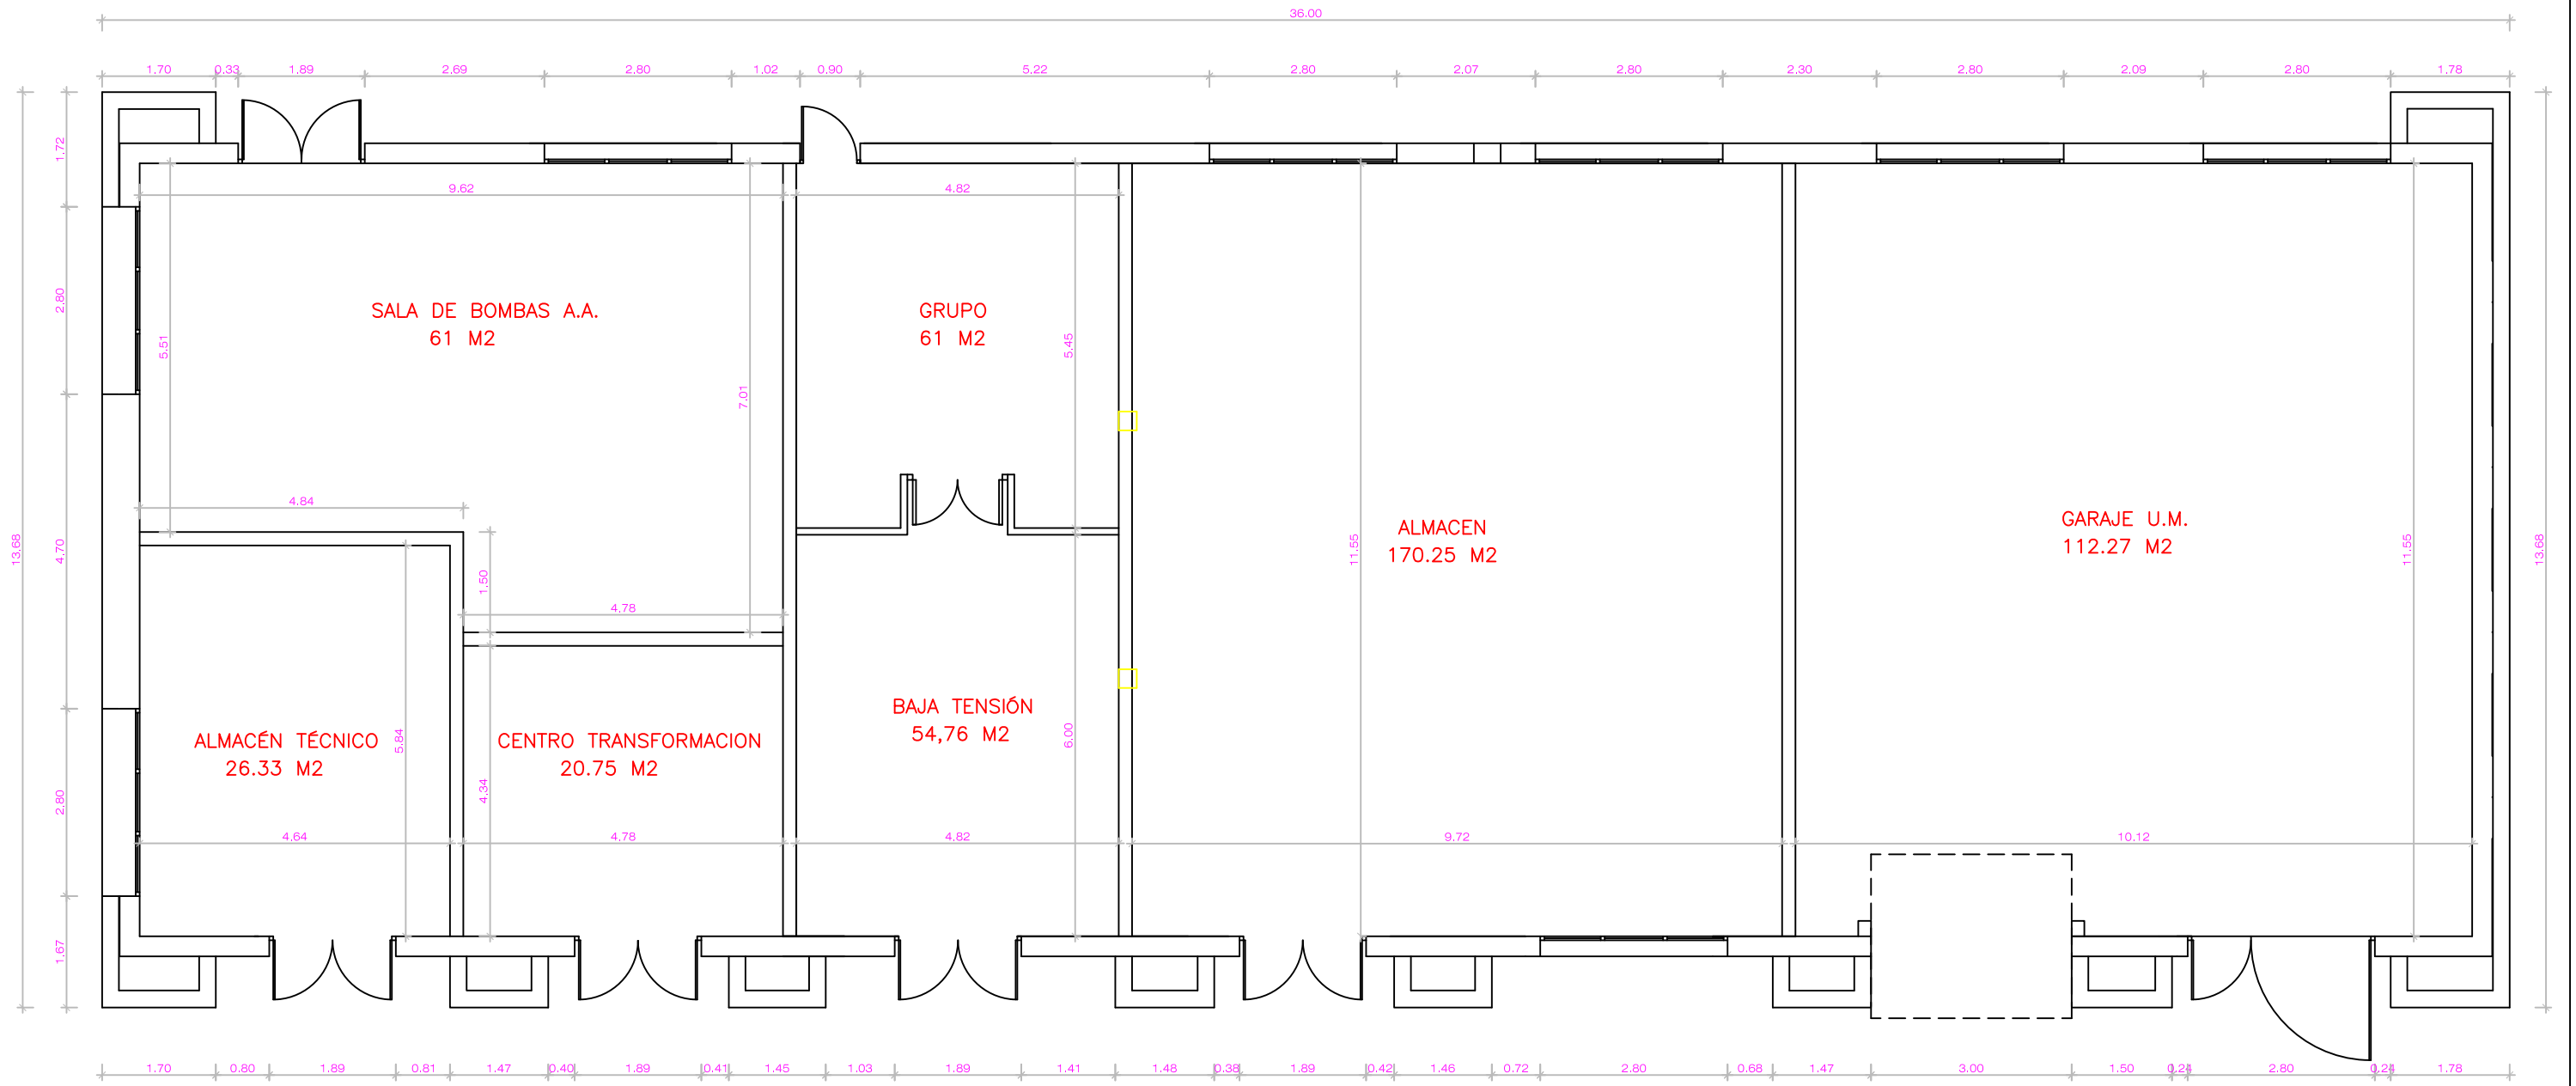 36.00
1.70 0.33 1.89 2.69 2.80 1.02 0.90 5.22 2.80 2.07 2.80 2.30 2.80 2.09 2.80 1.78
1.72
9.62
4.82
SALA DE BOMBAS A.A.
61 M2
GRUPO
61 M2
2.80
5.51
5.45
7.01
4.84
ALMACEN
170.25 M2
GARAJE U.M.
112.27 M2
13.68
4.70
11.55
11.55
13.68
1.50
4.78
BAJA TENSIÓN
54,76 M2
ALMACÉN TÉCNICO
26.33 M2
CENTRO TRANSFORMACION
20.75 M2
5.84
6.00
4.34
2.80
4.64
4.78
4.82
9.72
10.12
1.67
1.70 0.80 1.89 0.81 1.47 0.40 1.89 0.41 1.45 1.03 1.89 1.41 1.48 0.38 1.89 0.42 1.46 0.72 2.80 0.68 1.47 3.00 1.50 0.24 2.80 0.24 1.78